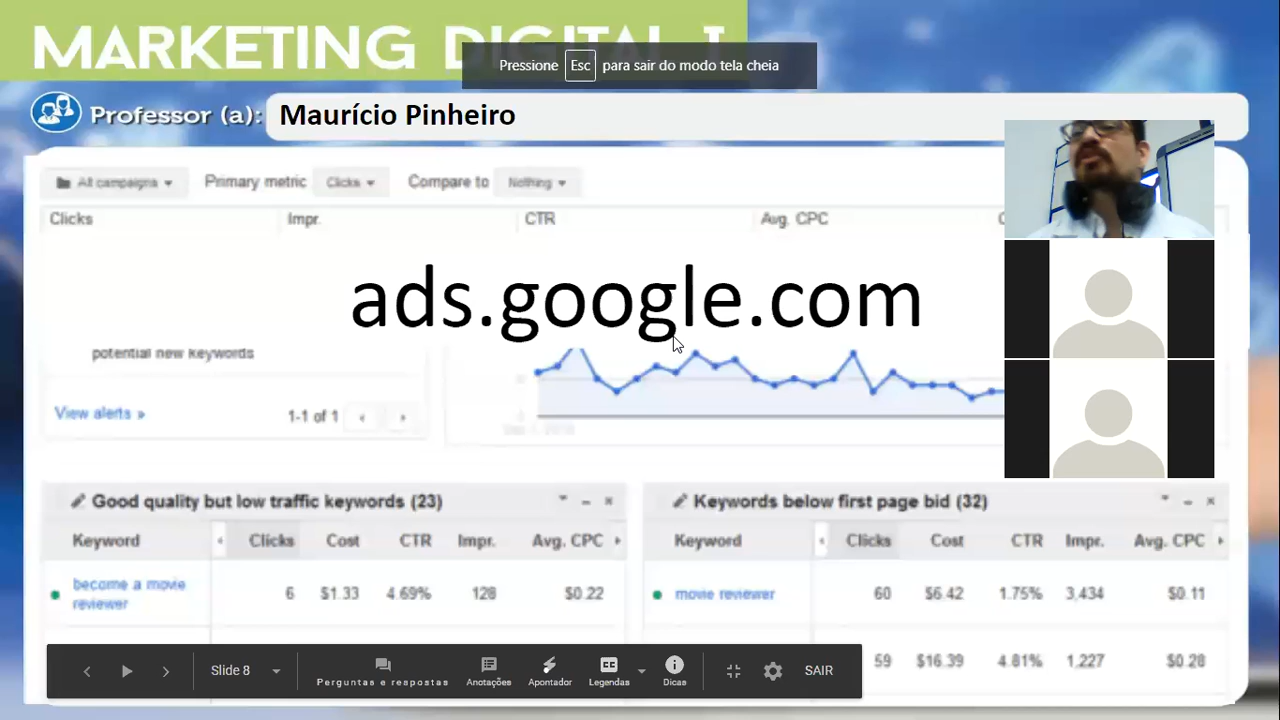 MARKETING DIGITAL I
Pressione Esc para sair do modo tela cheia
Professor (a): Maurício Pinheiro
All campaigns Primary metric Clicks Compare to Nothing
Clicks Impr. CTR Avg. CPC
ads.google.com
potential new keywords
View alerts » 1-1 of 1
Good quality but low traffic keywords (23)
Keyword Clicks Cost CTR Impr. Avg. CPC
become a movie reviewer 6 $1.33 4.69% 128 $0.22
Keywords below first page bid (32)
Keyword Clicks Cost CTR Impr. Avg. CPC
movie reviewer 60 $6.42 1.75% 3,434 $0.11
59 $16.39 4.81% 1,227 $0.28
Slide 8 Perguntas e respostas Anotações Apontador Legendas Dicas SAIR